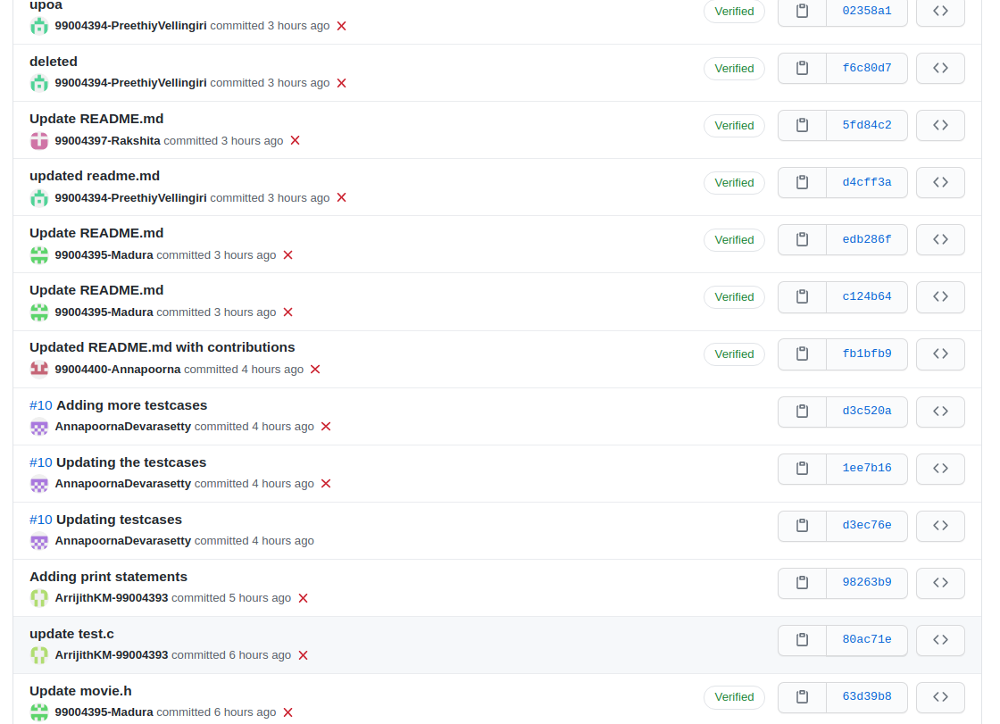 upoa
99004394-PreethiyVellingiri committed 3 hours ago
Verified
02358a1
deleted
99004394-PreethiyVellingiri committed 3 hours ago
Verified
f6c80d7
Update README.md
99004397-Rakshita committed 3 hours ago
Verified
5fd84c2
updated readme.md
99004394-PreethiyVellingiri committed 3 hours ago
Verified
d4cff3a
Update README.md
99004395-Madura committed 3 hours ago
Verified
edb286f
Update README.md
99004395-Madura committed 3 hours ago
Verified
c124b64
Updated README.md with contributions
99004400-Annapoorna committed 4 hours ago
Verified
fb1bfb9
#10 Adding more testcases
AnnapoornaDevarasetty committed 4 hours ago
d3c520a
#10 Updating the testcases
AnnapoornaDevarasetty committed 4 hours ago
1ee7b16
#10 Updating testcases
AnnapoornaDevarasetty committed 4 hours ago
d3ec76e
Adding print statements
ArrijithKM-99004393 committed 5 hours ago
98263b9
update test.c
ArrijithKM-99004393 committed 6 hours ago
80ac71e
Update movie.h
99004395-Madura committed 6 hours ago
Verified
63d39b8